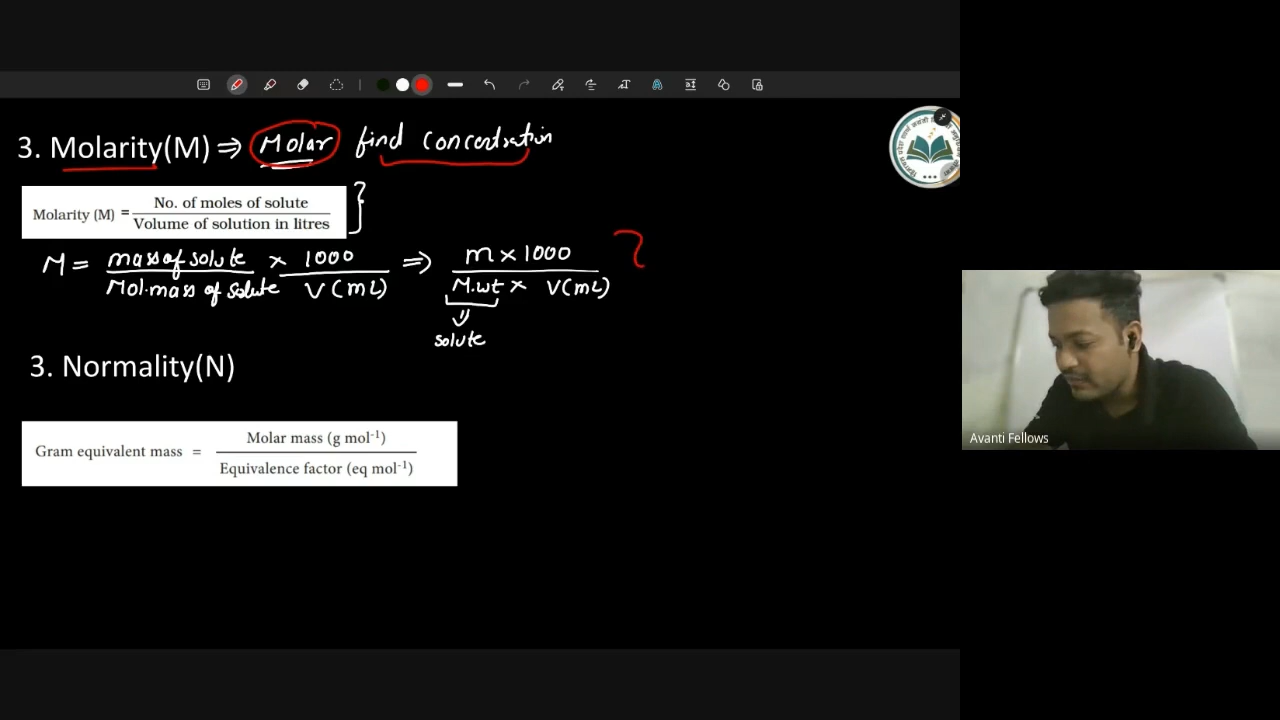 3. Molarity(M) ⇒ Molar find concentration
Molarity (M) = No. of moles of solute / Volume of solution in litres
M = mass of solute / Mol. mass of solute × 1000 / V (mL) ⇒ m × 1000 / M.wt × V(mL)
solute
3. Normality(N)
Gram equivalent mass = Molar mass (g mol⁻¹) / Equivalence factor (eq mol⁻¹)
Avanti Fellows